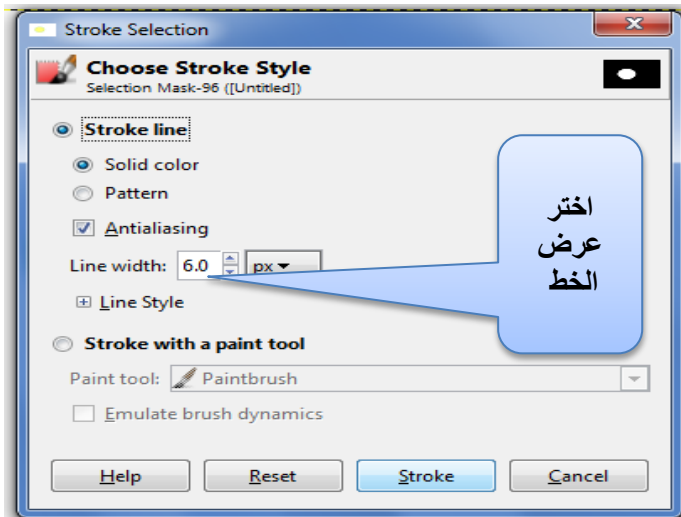 Stroke Selection
Choose Stroke Style
Selection Mask-96 ([Untitled])
Stroke line
Solid color
Pattern
Antialiasing
Line width: 6.0 px
Line Style
Stroke with a paint tool
Paint tool: Paintbrush
Emulate brush dynamics
Help Reset Stroke Cancel
اختر
عرض
الخط